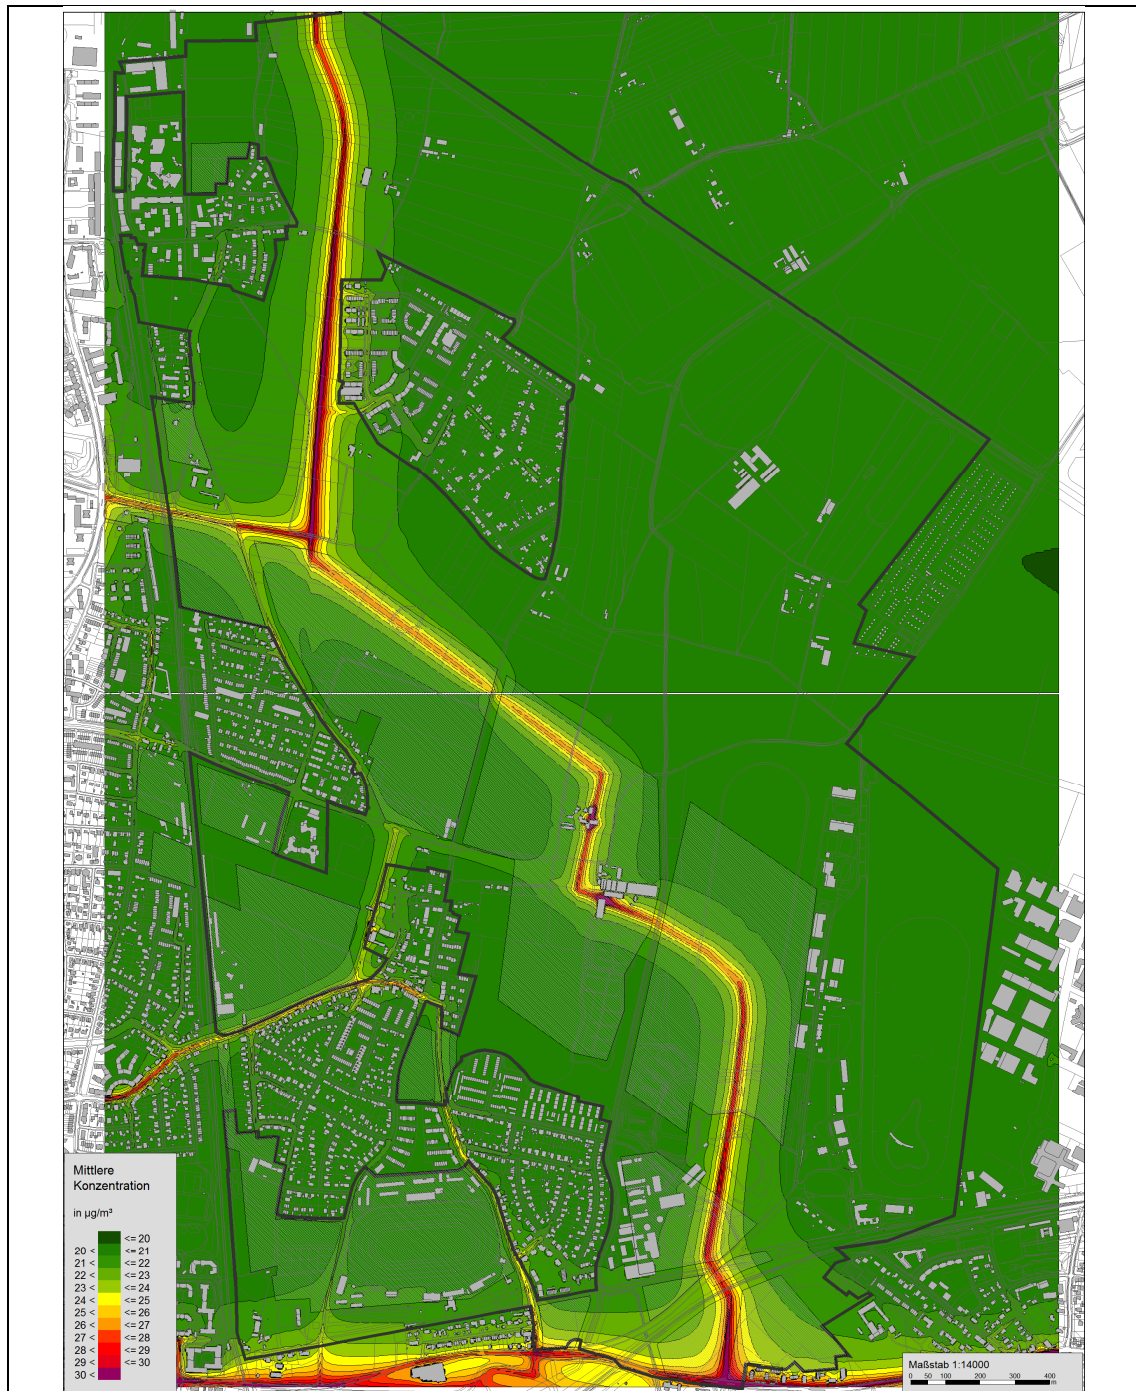 Mittlere
Konzentration
in µg/m³
<= 20
20 < <= 21
21 < <= 22
22 < <= 23
23 < <= 24
24 < <= 25
25 < <= 26
26 < <= 27
27 < <= 28
28 < <= 29
29 < <= 30
30 <
Maßstab 1:14000
0 50 100 200 300 400
m